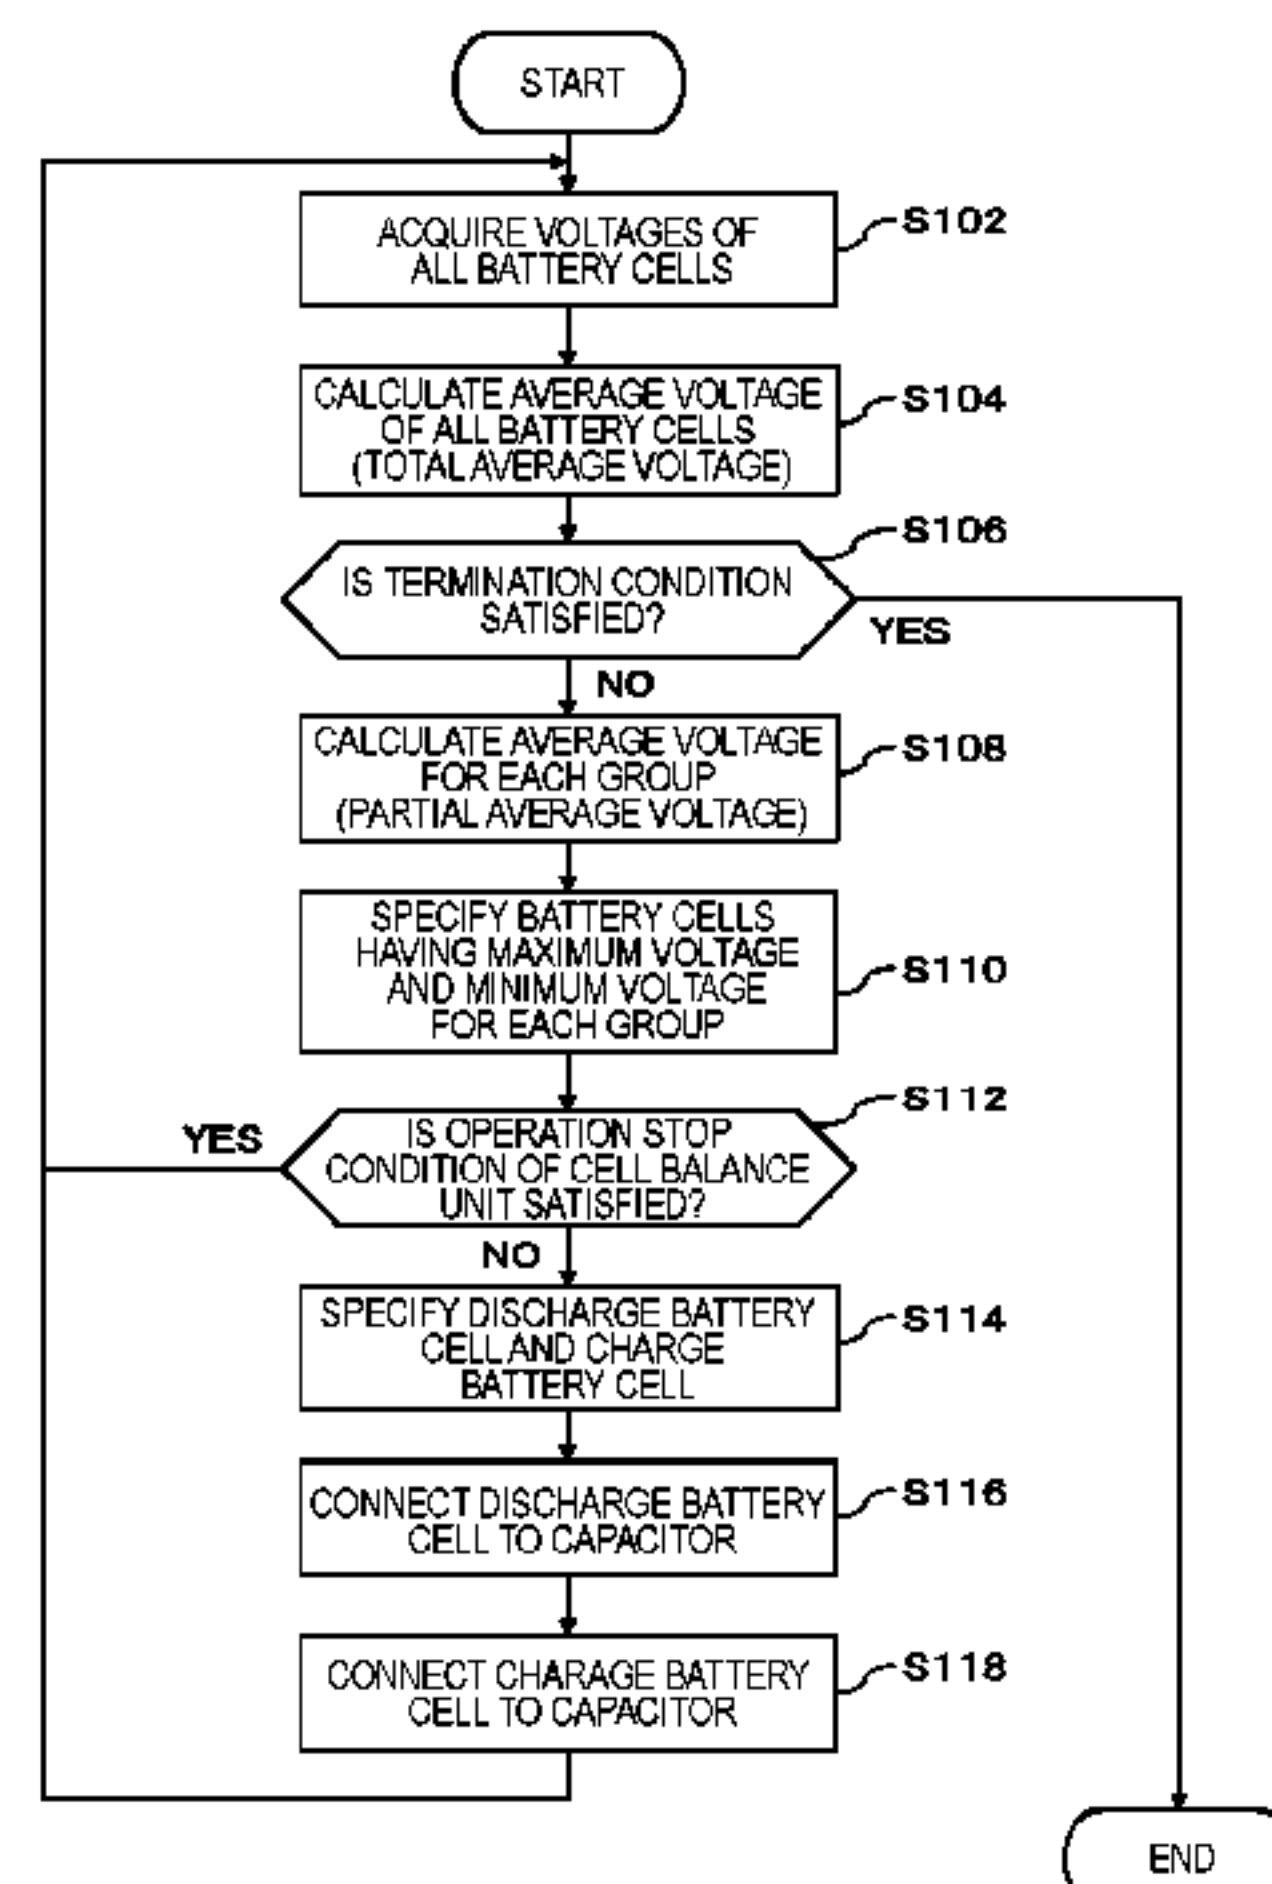 START
ACQUIRE VOLTAGES OF
ALL BATTERY CELLS
S102
CALCULATE AVERAGE VOLTAGE
OF ALL BATTERY CELLS
(TOTAL AVERAGE VOLTAGE)
S104
IS TERMINATION CONDITION
SATISFIED?
S106
YES
NO
CALCULATE AVERAGE VOLTAGE
FOR EACH GROUP
(PARTIAL AVERAGE VOLTAGE)
S108
SPECIFY BATTERY CELLS
HAVING MAXIMUM VOLTAGE
AND MINIMUM VOLTAGE
FOR EACH GROUP
S110
IS OPERATION STOP
CONDITION OF CELL BALANCE
UNIT SATISFIED?
S112
YES
NO
SPECIFY DISCHARGE BATTERY
CELL AND CHARGE
BATTERY CELL
S114
CONNECT DISCHARGE BATTERY
CELL TO CAPACITOR
S116
CONNECT CHARAGE BATTERY
CELL TO CAPACITOR
S118
END